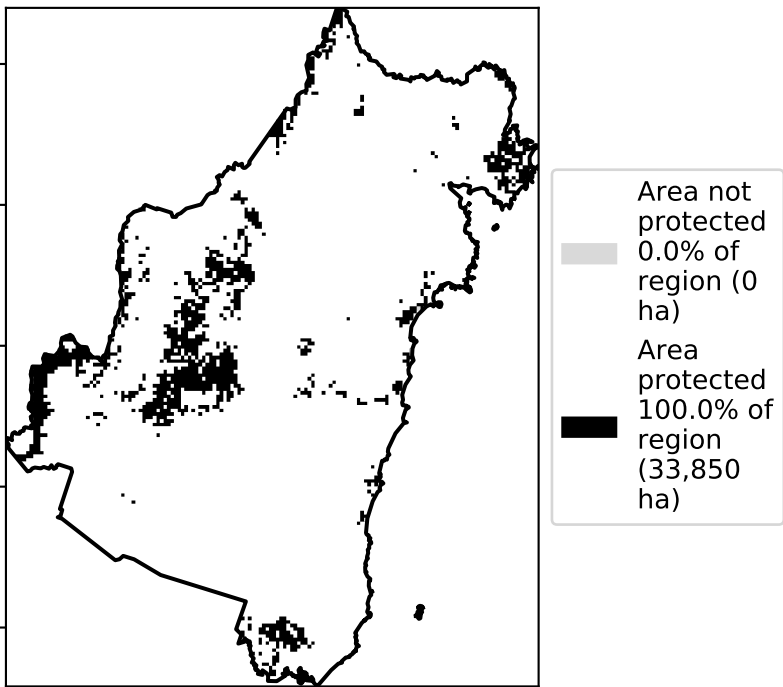 Area not
protected
0.0% of
region (0
ha)
Area
protected
100.0% of
region
(33,850
ha)